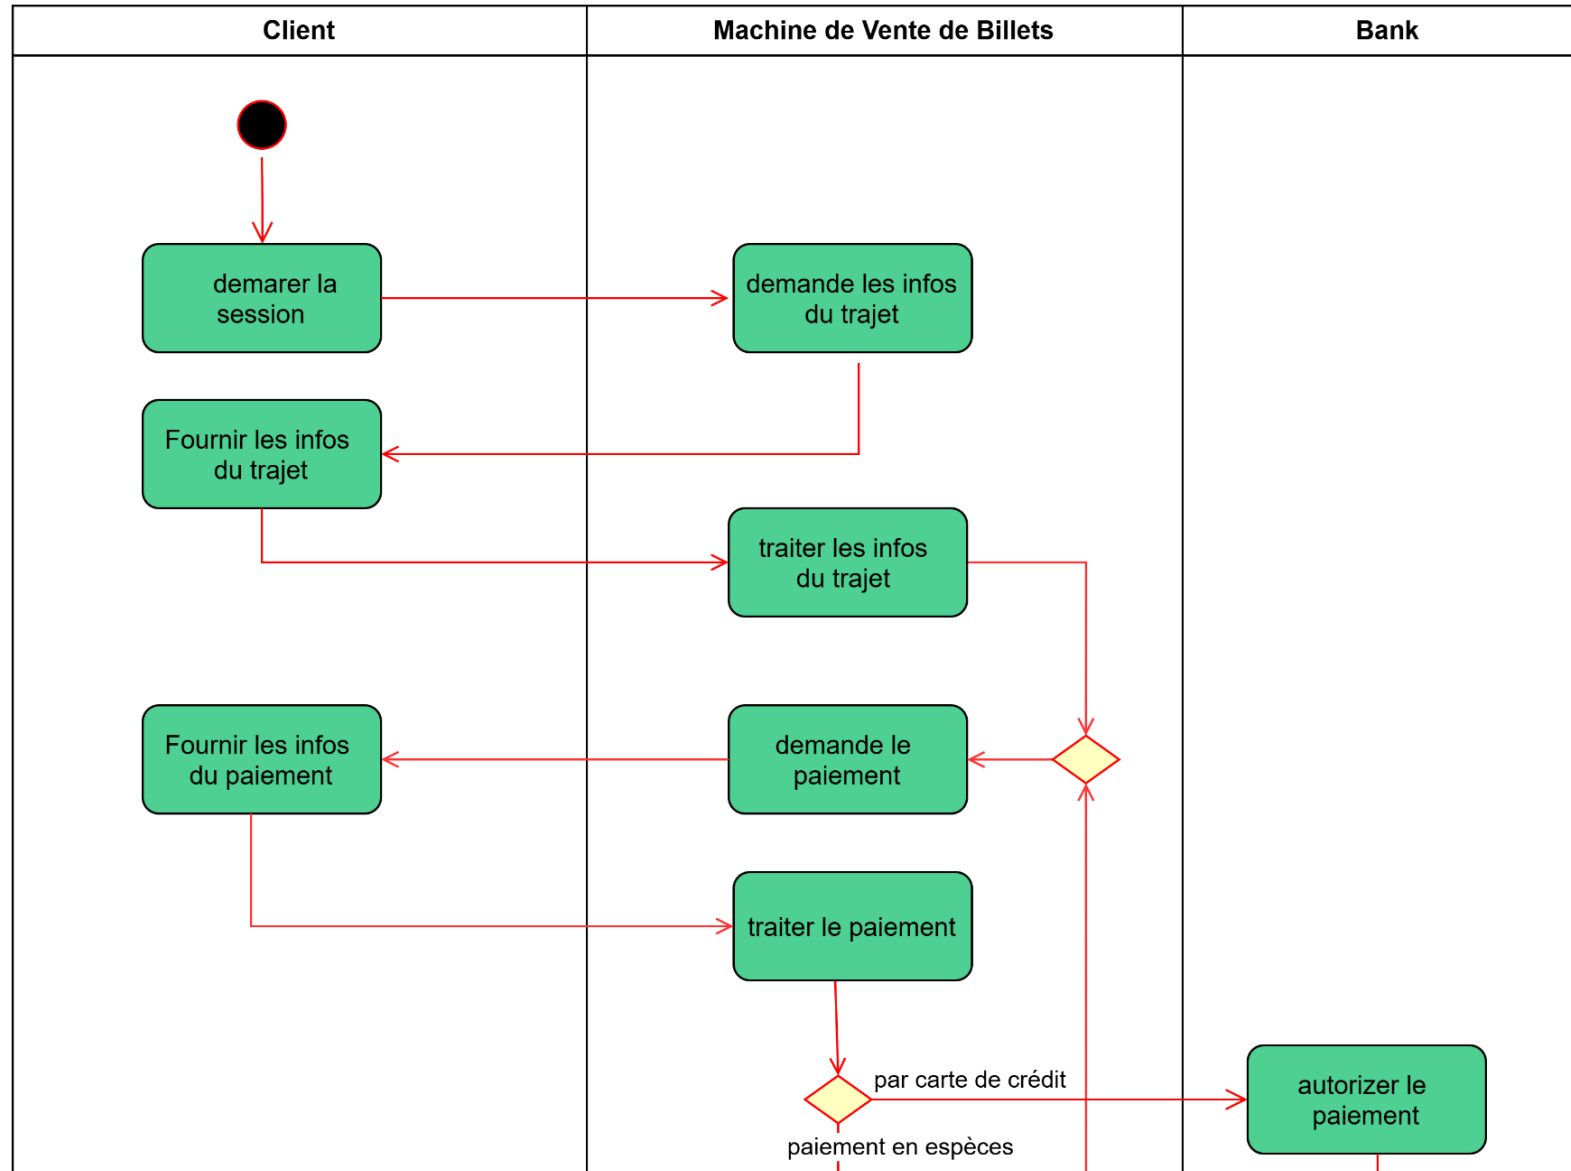 Client
Machine de Vente de Billets
Bank
demarer la
session
demande les infos
du trajet
Fournir les infos
du trajet
traiter les infos
du trajet
Fournir les infos
du paiement
demande le
paiement
traiter le paiement
par carte de crédit
autorizer le
paiement
paiement en espèces